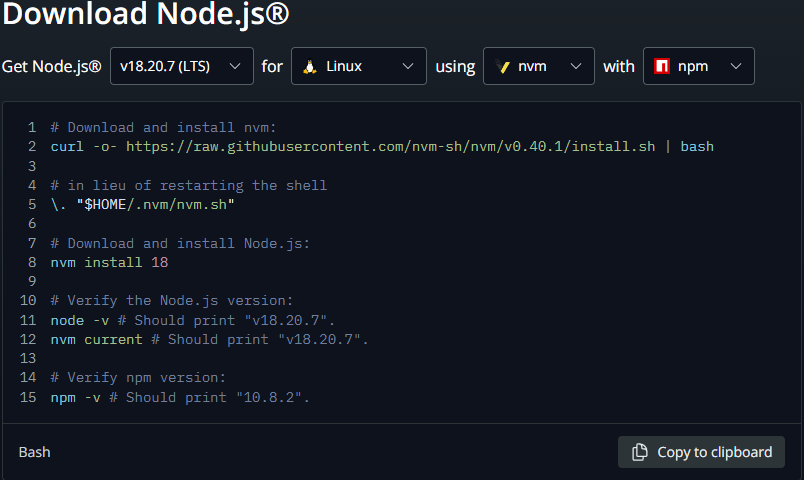 Download Node.js®
Get Node.js® v18.20.7 (LTS) for Linux using nvm with npm
1 # Download and install nvm:
2 curl -o- https://raw.githubusercontent.com/nvm-sh/nvm/v0.40.1/install.sh | bash
3
4 # in lieu of restarting the shell
5 \. "$HOME/.nvm/nvm.sh"
6
7 # Download and install Node.js:
8 nvm install 18
9
10 # Verify the Node.js version:
11 node -v # Should print "v18.20.7".
12 nvm current # Should print "v18.20.7".
13
14 # Verify npm version:
15 npm -v # Should print "10.8.2".
Bash Copy to clipboard